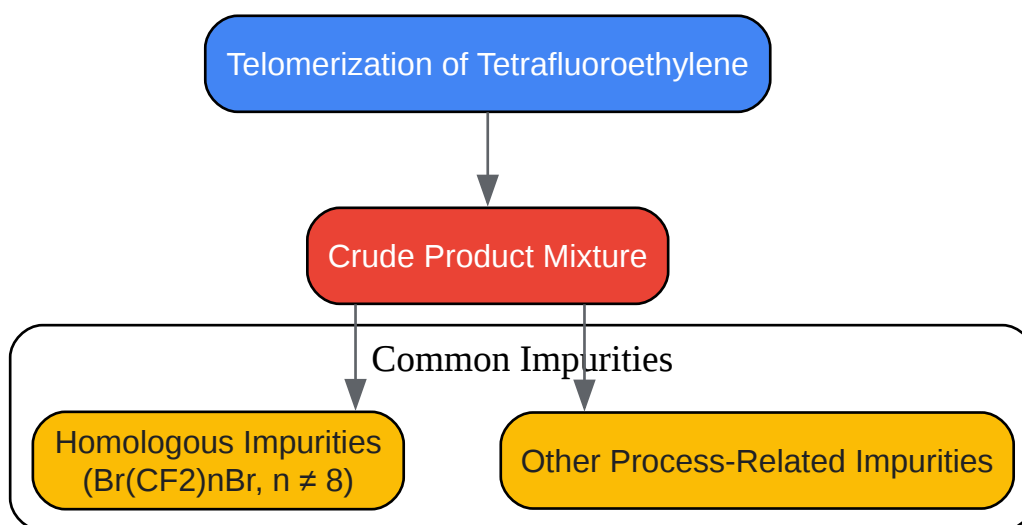 Telomerization of Tetrafluoroethylene
Crude Product Mixture
Common Impurities
Homologous Impurities
(Br(CF2)nBr, n ≠ 8)
Other Process-Related Impurities